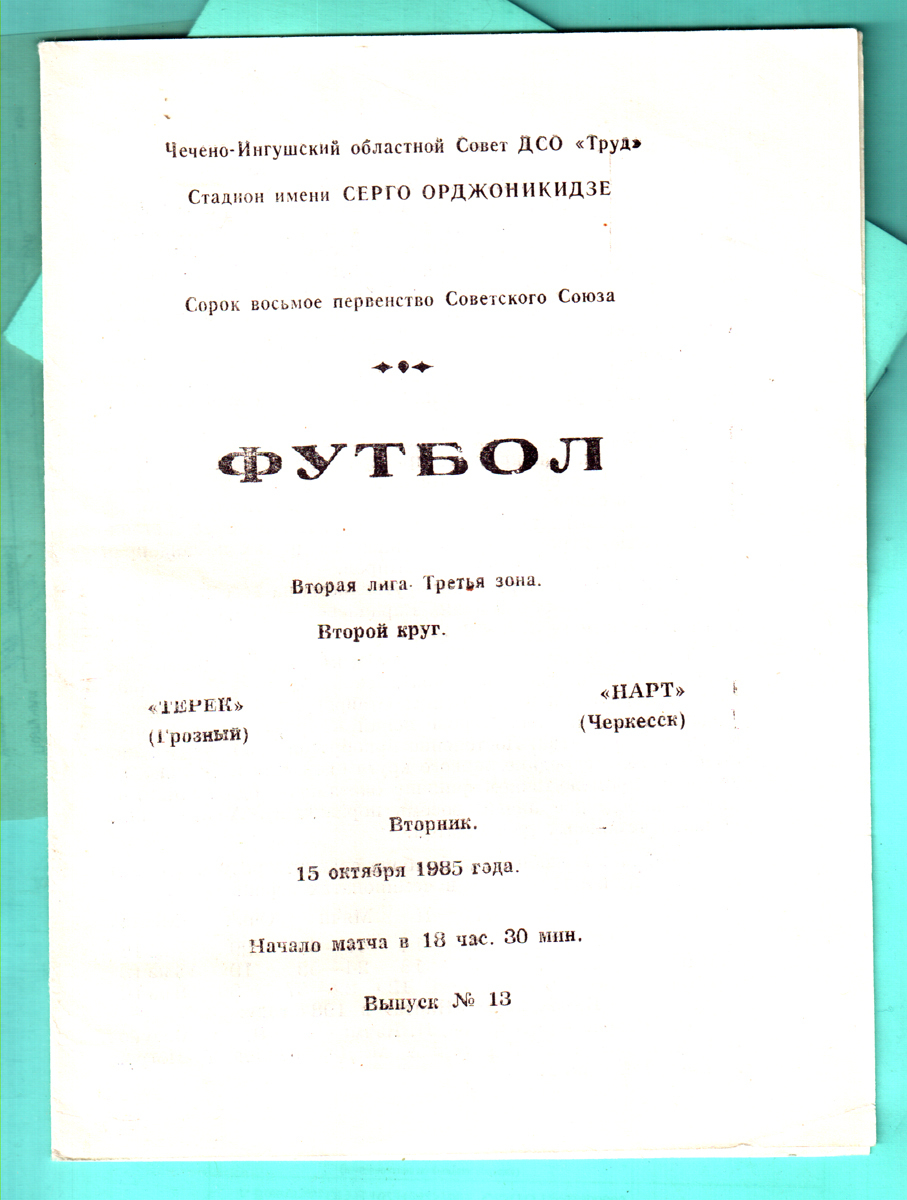 Чечено-Ингушский областной Совет ДСО «Труд»
Стадион имени СЕРГО ОРДЖОНИКИДЗЕ
Сорок восьмое первенство Советского Союза
ФУТБОЛ
Вторая лига. Третья зона.
Второй круг.
«ТЕРЕК» «НАРТ»
(Грозный) (Черкесск)
Вторник.
15 октября 1985 года.
Начало матча в 18 час. 30 мин.
Выпуск № 13